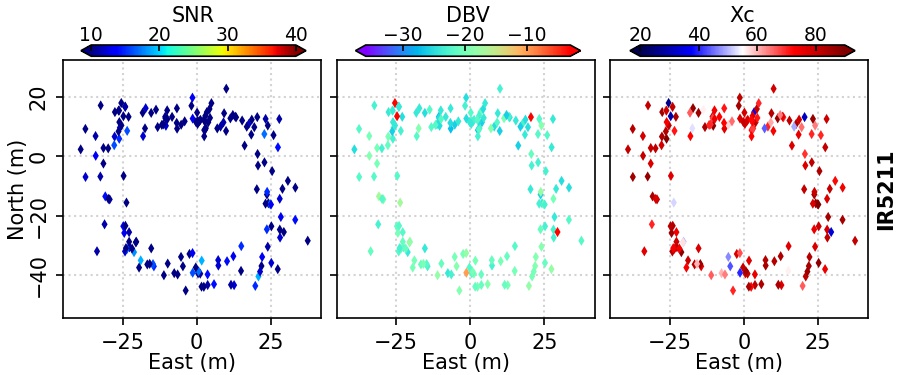 SNR DBV Xc
10 20 30 40 −30 −20 −10 20 40 60 80
20
0
−20
−40
North (m)
IR5211
−25 0 25 −25 0 25 −25 0 25
East (m) East (m) East (m)